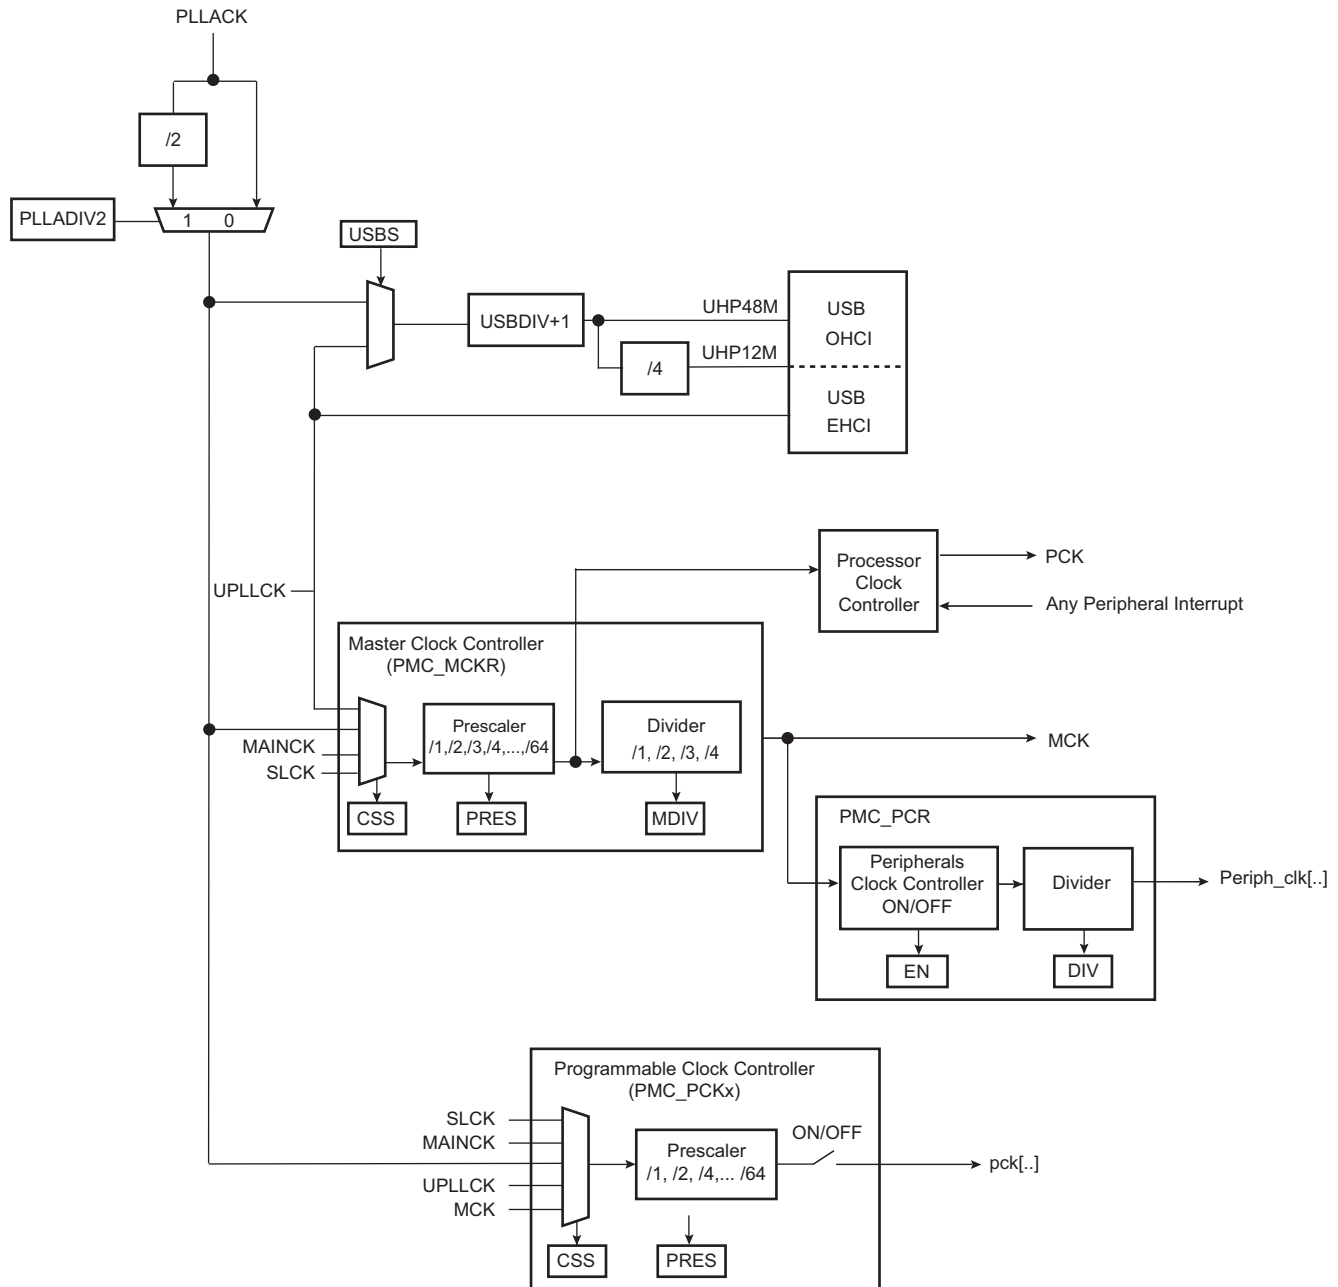 PLLACK
/2
PLLADIV2
1 0
USBS
USBDIV+1
UHP48M
USB
OHCI
/4
UHP12M
USB
EHCI
Processor
Clock
Controller
PCK
Any Peripheral Interrupt
UPLLCK
Master Clock Controller
(PMC_MCKR)
MAINCK
SLCK
Prescaler
/1,/2,/3,/4,...,/64
Divider
/1, /2, /3, /4
MCK
CSS
PRES
MDIV
PMC_PCR
Peripherals
Clock Controller
ON/OFF
Divider
Periph_clk[..]
EN
DIV
Programmable Clock Controller
(PMC_PCKx)
SLCK
MAINCK
UPLLCK
MCK
Prescaler
/1, /2, /4,... /64
ON/OFF
pck[..]
CSS
PRES